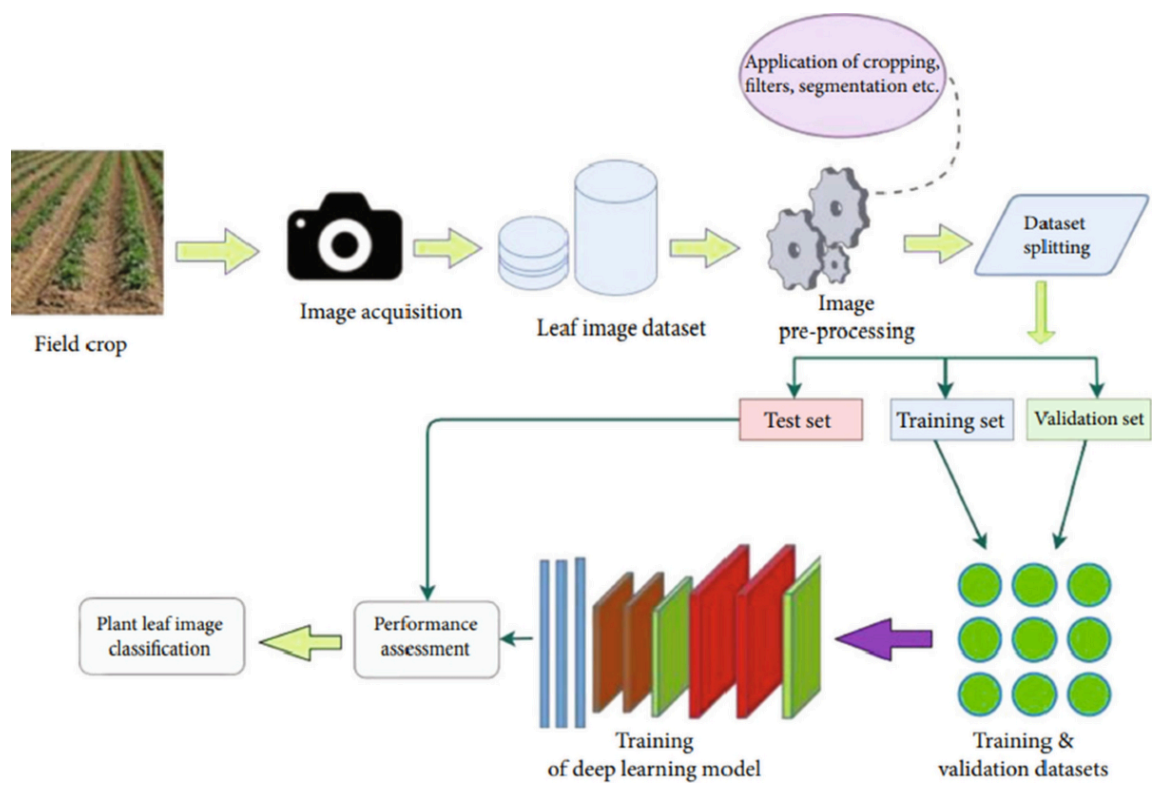 Application of cropping,
filters, segmentation etc.
Field crop
Image acquisition
Leaf image dataset
Image
pre-processing
Dataset
splitting
Test set
Training set
Validation set
Plant leaf image
classification
Performance
assessment
Training
of deep learning model
Training &
validation datasets